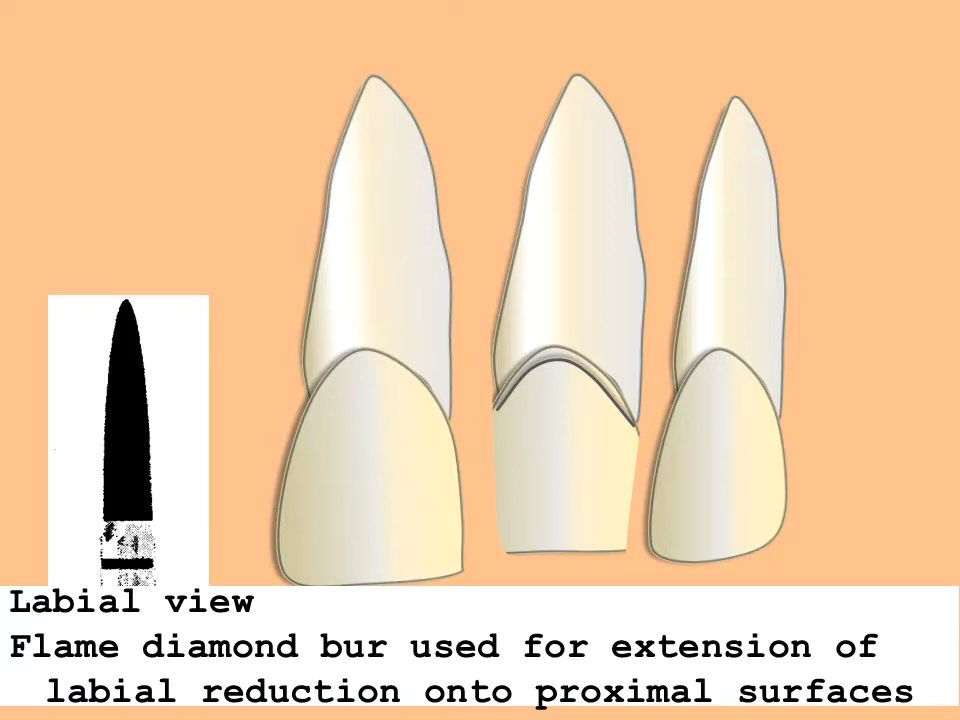 Labial view
Flame diamond bur used for extension of
labial reduction onto proximal surfaces